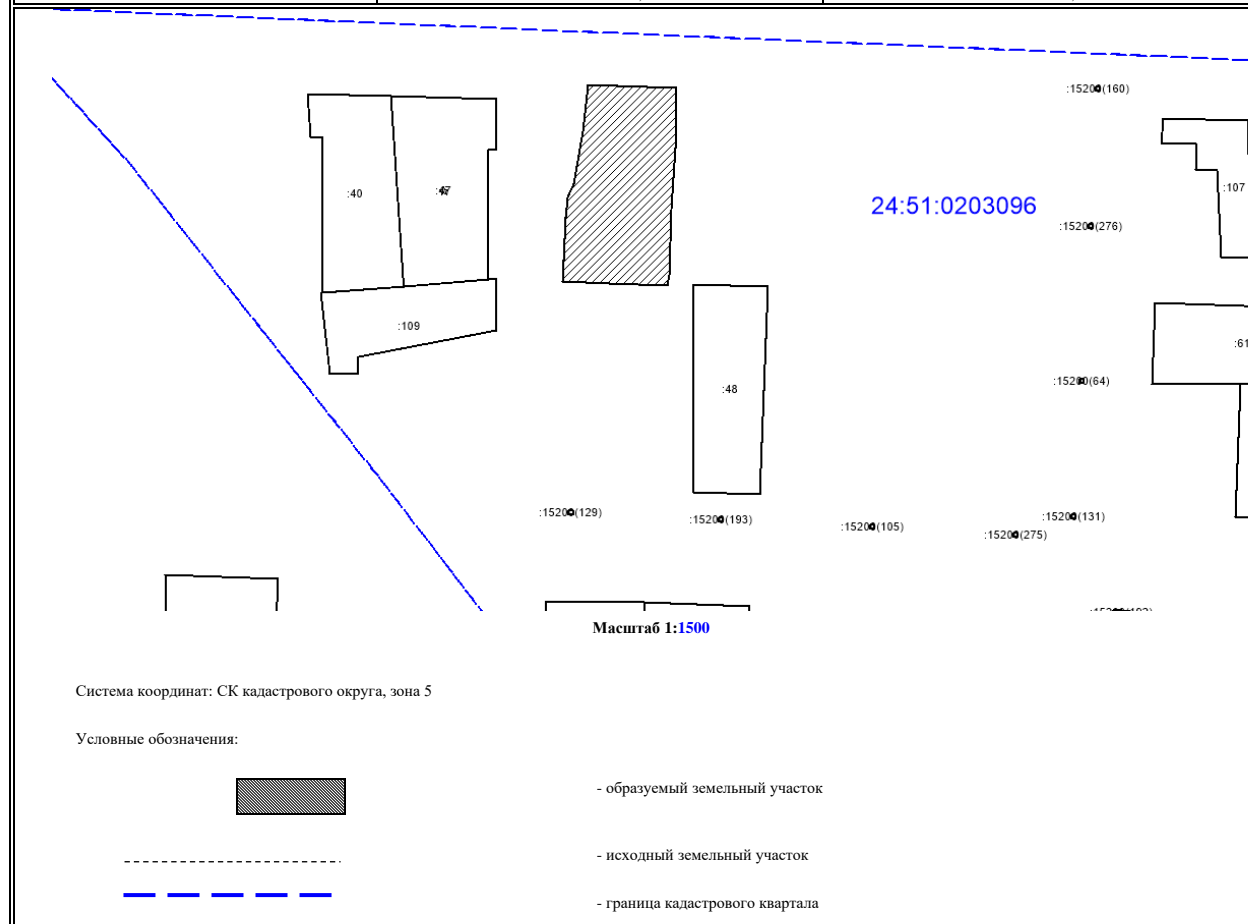 :15200(160)
:107
:40
:47
24:51:0203096
:15200(276)
:109
:61
:15200(64)
:48
:15200(129)
:15200(193)
:15200(105)
:15200(131)
:15200(275)
Масштаб 1:1500
Система координат: СК кадастрового округа, зона 5
Условные обозначения:
- образуемый земельный участок
- исходный земельный участок
- граница кадастрового квартала